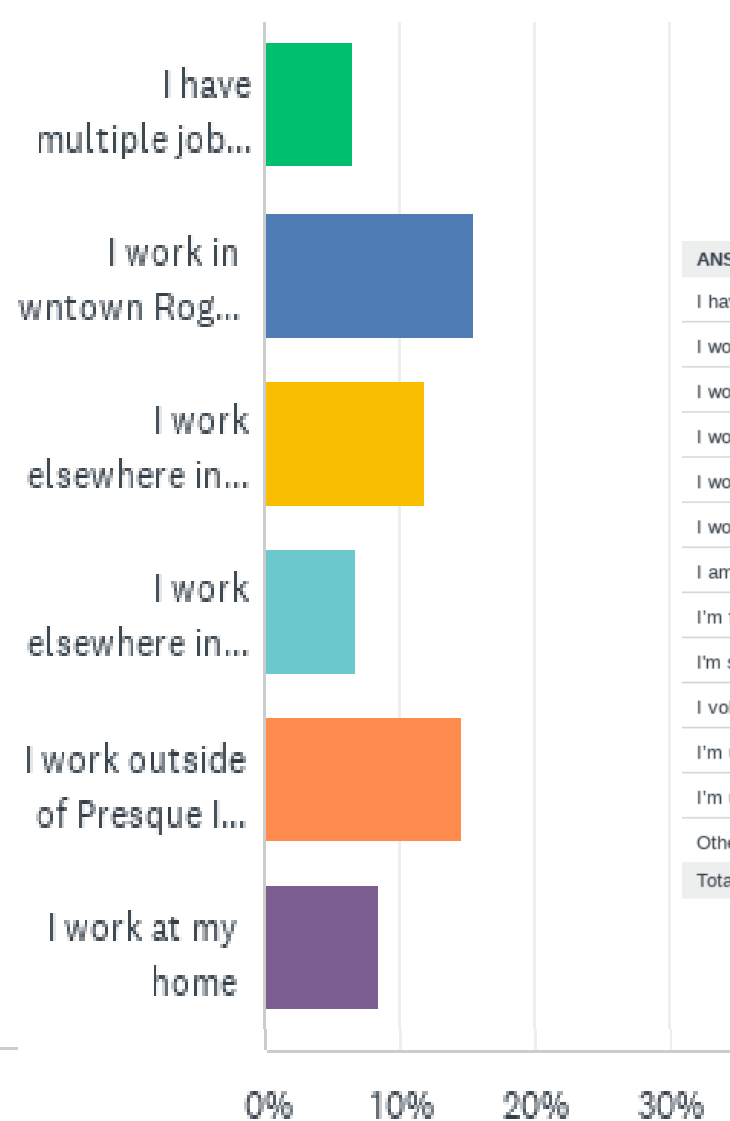 I have
multiple job...
I work in
wntown Rog...
I work
elsewhere in...
I work
elsewhere in...
I work outside
of Presque I...
I work at my
home
0% 10% 20% 30%
ANS
I ha
I wo
I wo
I wo
I wo
I wo
I am
I'm
I'm s
I vol
I'm
I'm
Othe
Tota